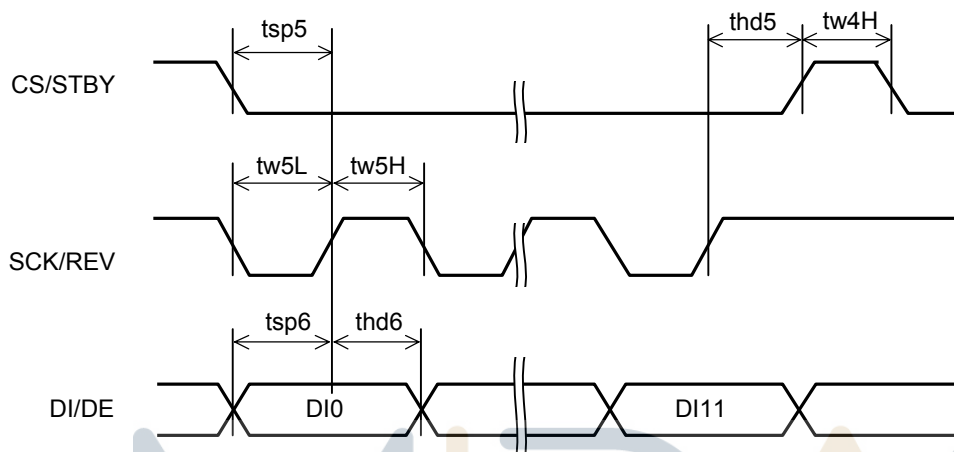 tsp5
thd5
tw4H
CS/STBY
tw5L
tw5H
SCK/REV
tsp6
thd6
DI/DE
DI0
DI11